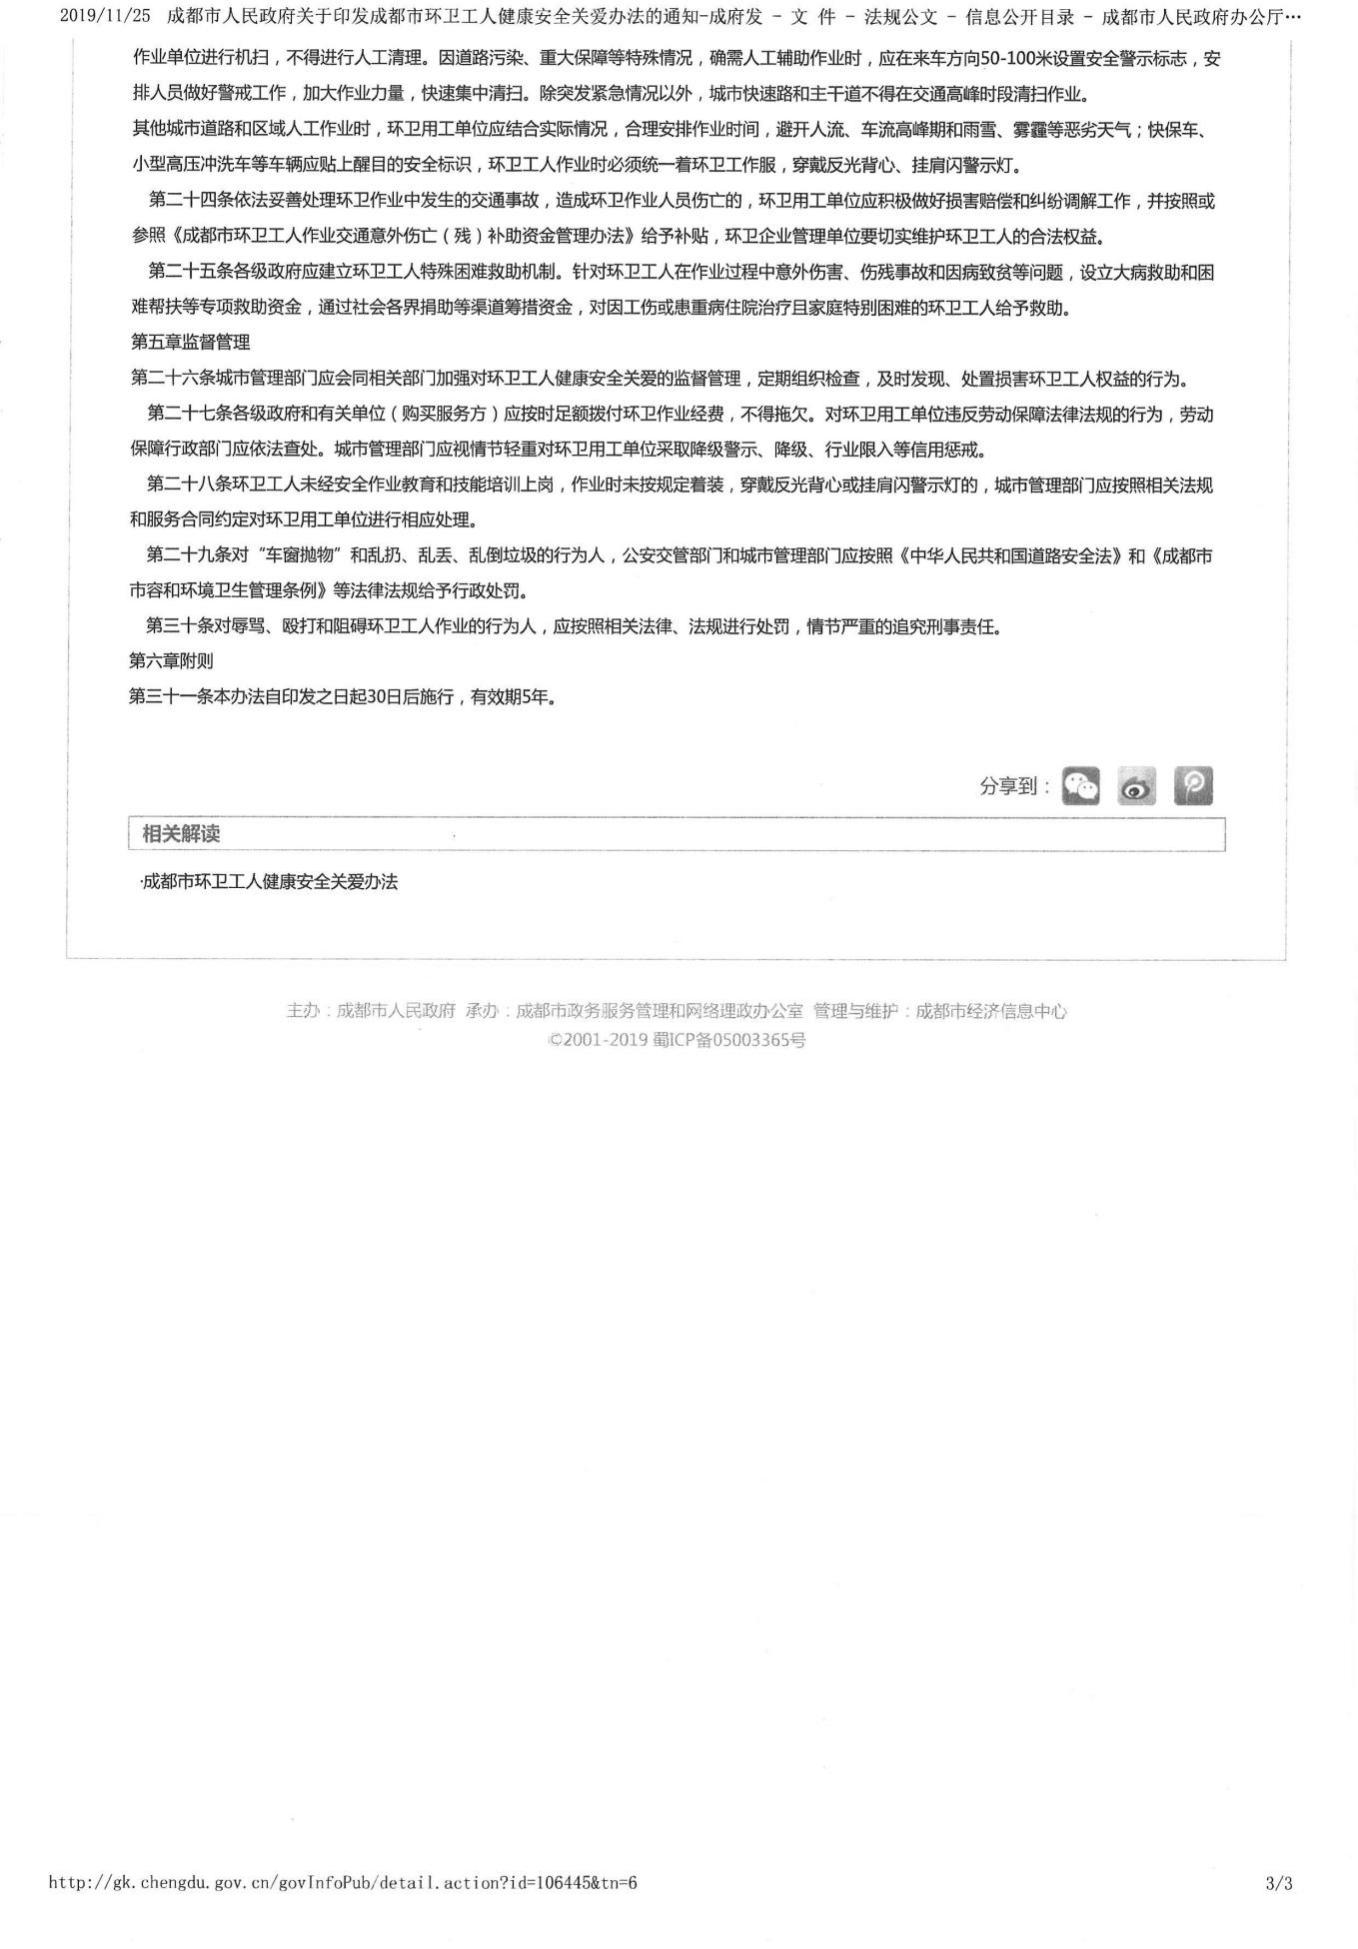 2019/11/25 成都市人民政府关于印发成都市环卫工人健康安全关爱办法的通知-成府发 - 文 件 - 法规公文 - 信息公开目录 - 成都市人民政府办公厅…
作业单位进行机扫，不得进行人工清理。因道路污染、重大保障等特殊情况，确需人工辅助作业时，应在来车方向50-100米设置安全警示标志，安
排人员做好警戒工作，加大作业力量，快速集中清扫。除突发紧急情况以外，城市快速路和主干道不得在交通高峰时段清扫作业。
其他城市道路和区域人工作业时，环卫用工单位应结合实际情况，合理安排作业时间，避开人流、车流高峰期和雨雪、雾霾等恶劣天气；快保车、
小型高压冲洗车等车辆应贴上醒目的安全标识，环卫工人作业时必须统一着环卫工作服，穿戴反光背心、挂肩闪警示灯。
第二十四条依法妥善处理环卫作业中发生的交通事故，造成环卫作业人员伤亡的，环卫用工单位应积极做好损害赔偿和纠纷调解工作，并按照或
参照《成都市环卫工人作业交通意外伤亡（残）补助资金管理办法》给予补贴，环卫企业管理单位要切实维护环卫工人的合法权益。
第二十五条各级政府应建立环卫工人特殊困难救助机制。针对环卫工人在作业过程中意外伤害、伤残事故和因病致贫等问题，设立大病救助和困
难帮扶等专项救助资金，通过社会各界捐助等渠道筹措资金，对因工伤或患重病住院治疗且家庭特别困难的环卫工人给予救助。
第五章监督管理
第二十六条城市管理部门应会同相关部门加强对环卫工人健康安全关爱的监督管理，定期组织检查，及时发现、处置损害环卫工人权益的行为。
第二十七条各级政府和有关单位（购买服务方）应按时足额拨付环卫作业经费，不得拖欠。对环卫用工单位违反劳动保障法律法规的行为，劳动
保障行政部门应依法查处。城市管理部门应视情节轻重对环卫用工单位采取降级警示、降级、行业限入等信用惩戒。
第二十八条环卫工人未经安全作业教育和技能培训上岗，作业时未按规定着装，穿戴反光背心或挂肩闪警示灯的，城市管理部门应按照相关法规
和服务合同约定对环卫用工单位进行相应处理。
第二十九条对“车窗抛物”和乱扔、乱丢、乱倒垃圾的行为人，公安交管部门和城市管理部门应按照《中华人民共和国道路安全法》和《成都市
市容和环境卫生管理条例》等法律法规给予行政处罚。
第三十条对辱骂、殴打和阻碍环卫工人作业的行为人，应按照相关法律、法规进行处罚，情节严重的追究刑事责任。
第六章附则
第三十一条本办法自印发之日起30日后施行，有效期5年。
分享到：
相关解读
·成都市环卫工人健康安全关爱办法
主办：成都市人民政府 承办：成都市政务服务管理和网络理政办公室 管理与维护：成都市经济信息中心
©2001-2019 蜀ICP备05003365号
http://gk.chengdu.gov.cn/govInfoPub/detail.action?id=106445&tn=6
3/3